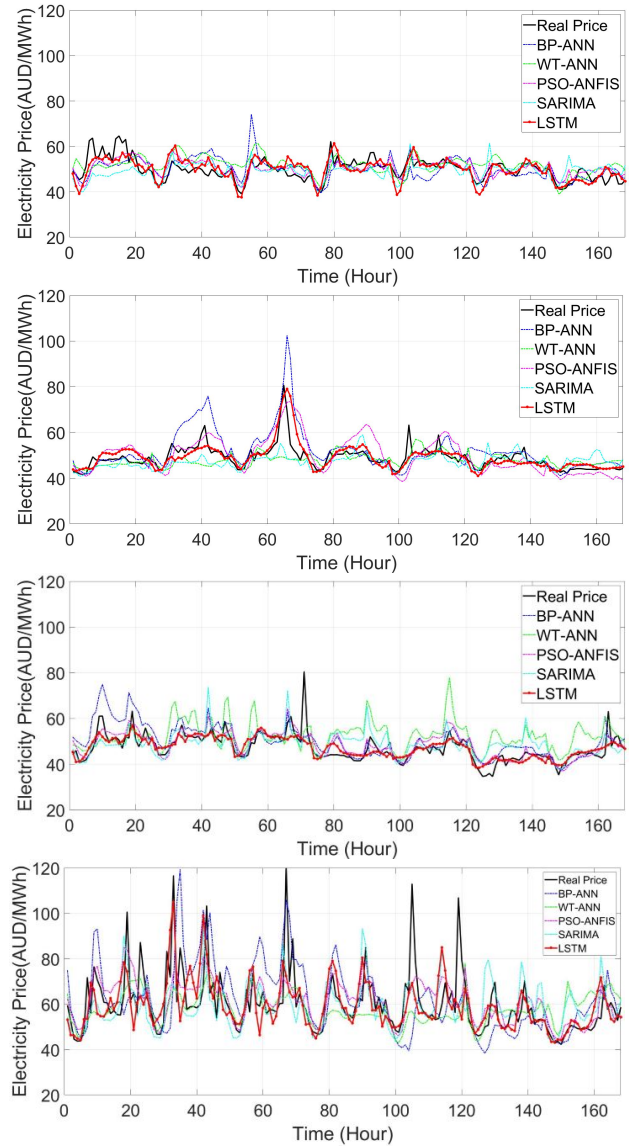 120
100
80
60
40
20
Electricity Price(AUD/MWh)
Real Price
BP-ANN
WT-ANN
PSO-ANFIS
SARIMA
LSTM
0 20 40 60 80 100 120 140 160
Time (Hour)
120
100
80
60
40
20
Electricity Price(AUD/MWh)
Real Price
BP-ANN
WT-ANN
PSO-ANFIS
SARIMA
LSTM
0 20 40 60 80 100 120 140 160
Time (Hour)
120
100
80
60
40
20
Electricity Price(AUD/MWh)
Real Price
BP-ANN
WT-ANN
PSO-ANFIS
SARIMA
LSTM
0 20 40 60 80 100 120 140 160
Time (Hour)
120
100
80
60
40
20
Electricity Price(AUD/MWh)
Real Price
BP-ANN
WT-ANN
PSO-ANFIS
SARIMA
LSTM
0 20 40 60 80 100 120 140 160
Time (Hour)